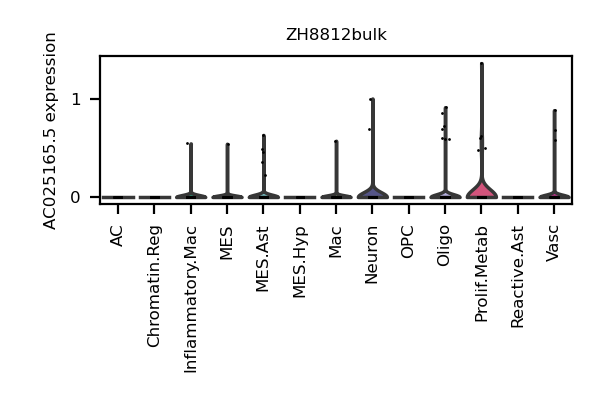 ZH8812bulk
AC025165.5 expression
1
0
AC
Chromatin.Reg
Inflammatory.Mac
MES
MES.Ast
MES.Hyp
Mac
Neuron
OPC
Oligo
Prolif.Metab
Reactive.Ast
Vasc